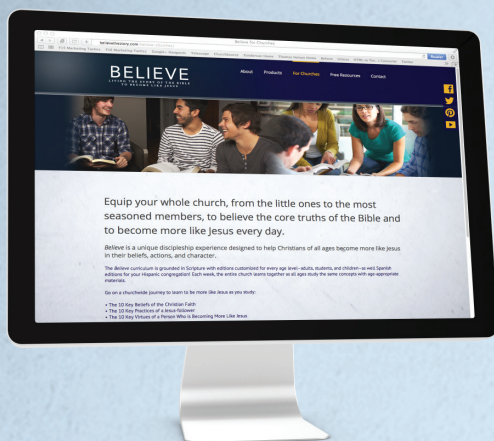 Believe for Churches
believethestory.com
BELIEVE
LIVING THE STORY OF THE BIBLE
TO BECOME LIKE JESUS
About Products For Churches Free Resources Contact
Equip your whole church, from the little ones to the most
seasoned members, to believe the core truths of the Bible and
to become more like Jesus every day.
Believe is a unique discipleship experience designed to help Christians of all ages become more like Jesus
in their beliefs, actions, and character.
The Believe curriculum is grounded in Scripture with editions customized for every age level—adults, students, and children—as well Spanish
editions for your Hispanic congregation! Each week, the entire church learns together as all ages study the same concepts with age-appropriate
materials.
Go on a churchwide journey to learn to be more like Jesus as you study:
• The 10 Key Beliefs of the Christian Faith
• The 10 Key Practices of a Jesus-follower
• The 10 Key Virtues of a Person Who is Becoming More Like Jesus